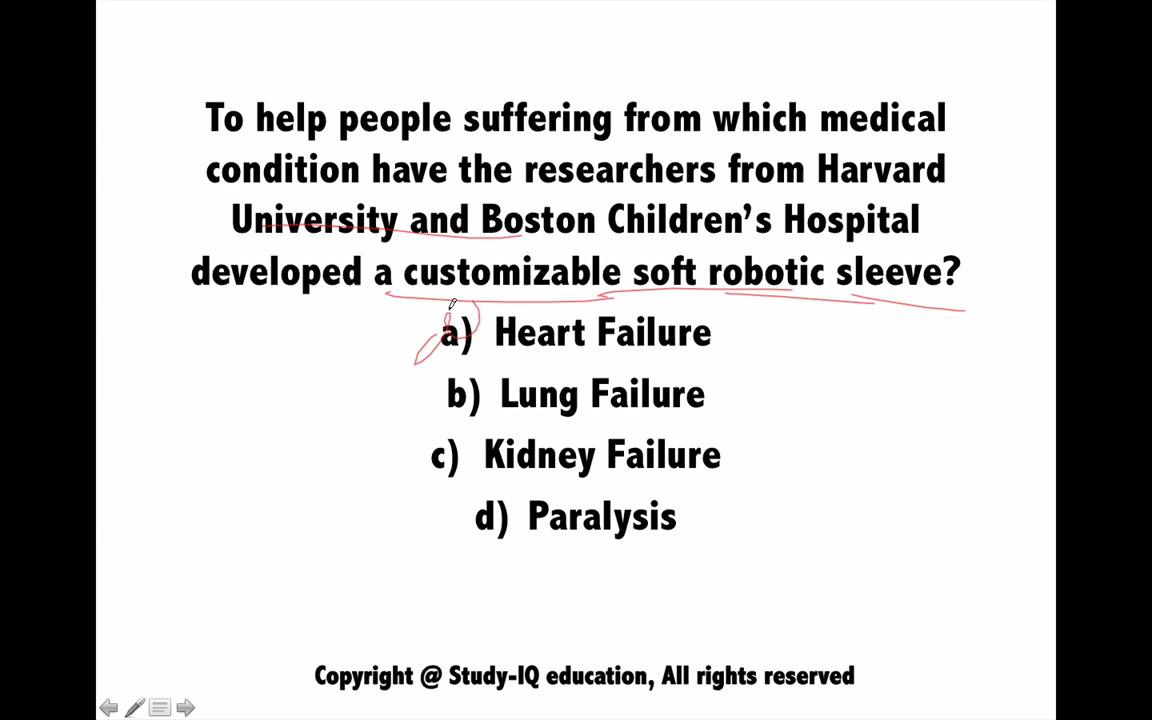 To help people suffering from which medical
condition have the researchers from Harvard
University and Boston Children’s Hospital
developed a customizable soft robotic sleeve?
a) Heart Failure
b) Lung Failure
c) Kidney Failure
d) Paralysis
Copyright @ Study-IQ education, All rights reserved